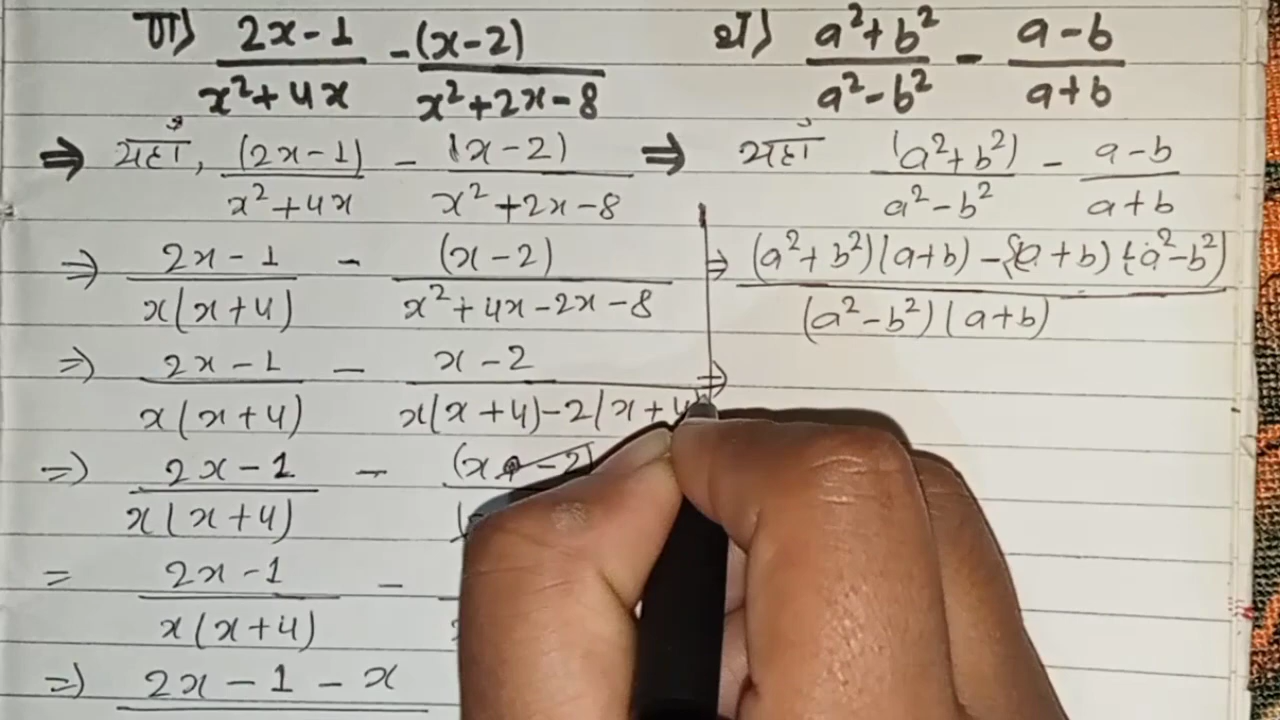 ण) (2x-1)/(x²+4x) - (x-2)/(x²+2x-8)
⇒ यहाँ, (2x-1)/(x²+4x) - (x-2)/(x²+2x-8)
⇒ (2x-1)/(x(x+4)) - (x-2)/(x²+4x-2x-8)
⇒ (2x-1)/(x(x+4)) - (x-2)/(x(x+4)-2(x+4)
⇒ (2x-1)/(x(x+4)) - (x-2)
= (2x-1)/(x(x+4)) -
⇒ 2x-1-x
थ) (a²+b²)/(a²-b²) - (a-b)/(a+b)
⇒ यहाँ (a²+b²)/(a²-b²) - (a-b)/(a+b)
⇒ (a²+b²)(a+b) - {a+b){a²-b²) / (a²-b²)(a+b)
⇒